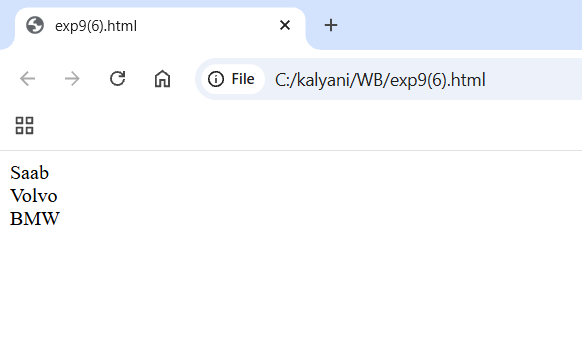 exp9(6).html
File C:/kalyani/WB/exp9(6).html
Saab
Volvo
BMW